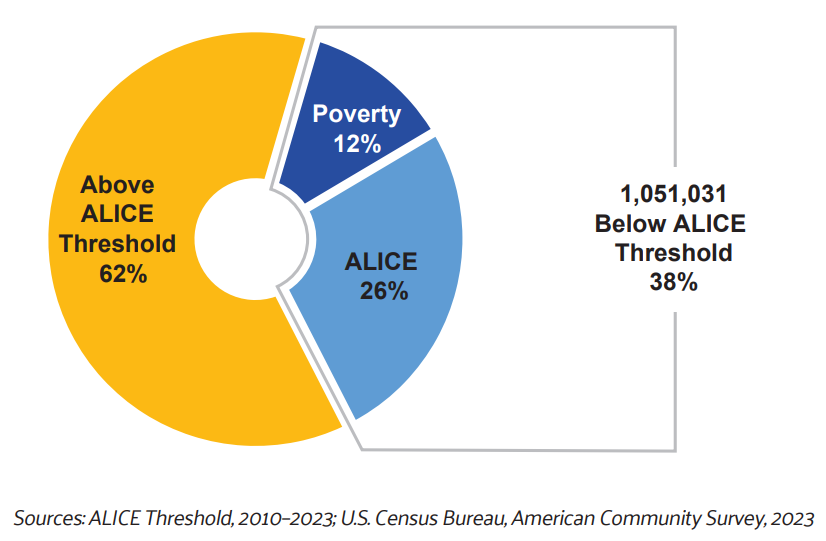 Poverty
12%
Above
ALICE
Threshold
62%
ALICE
26%
1,051,031
Below ALICE
Threshold
38%
Sources: ALICE Threshold, 2010–2023; U.S. Census Bureau, American Community Survey, 2023